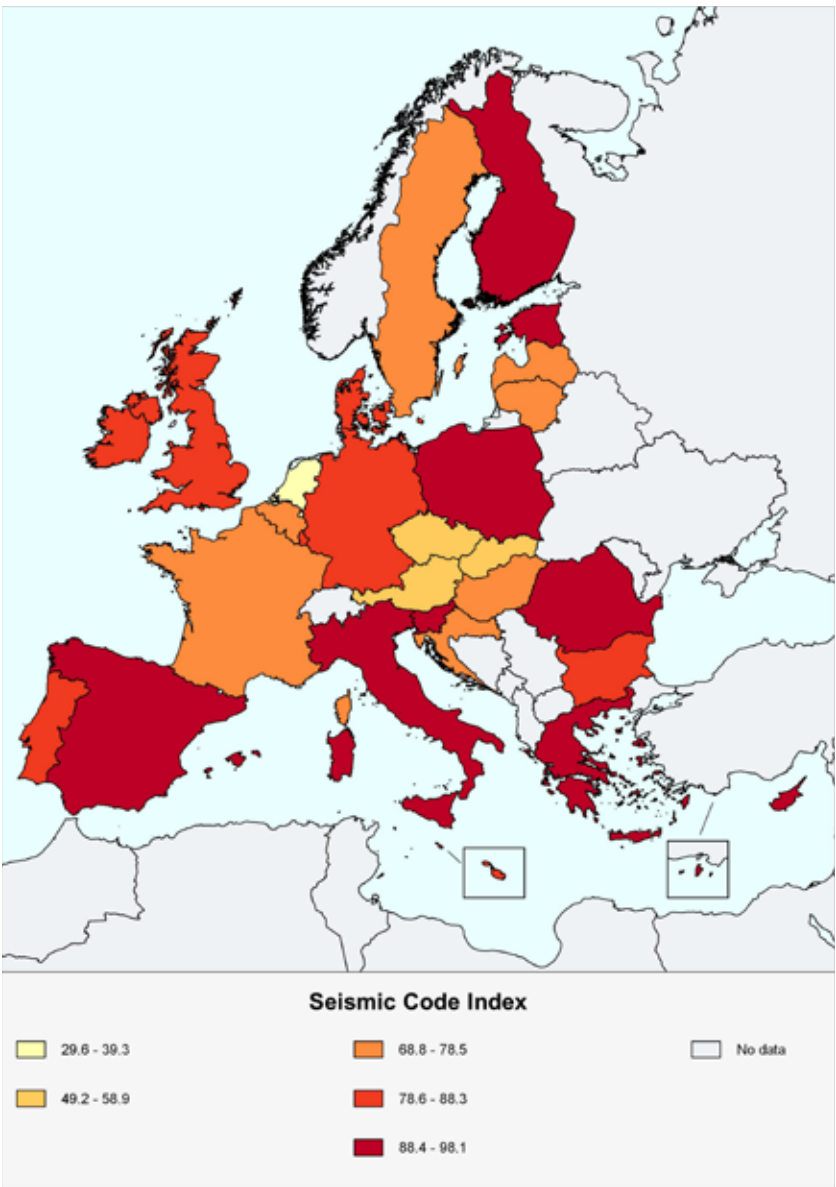 Seismic Code Index
29.6 - 39.3
49.2 - 58.9
68.8 - 78.5
78.6 - 88.3
88.4 - 98.1
No data